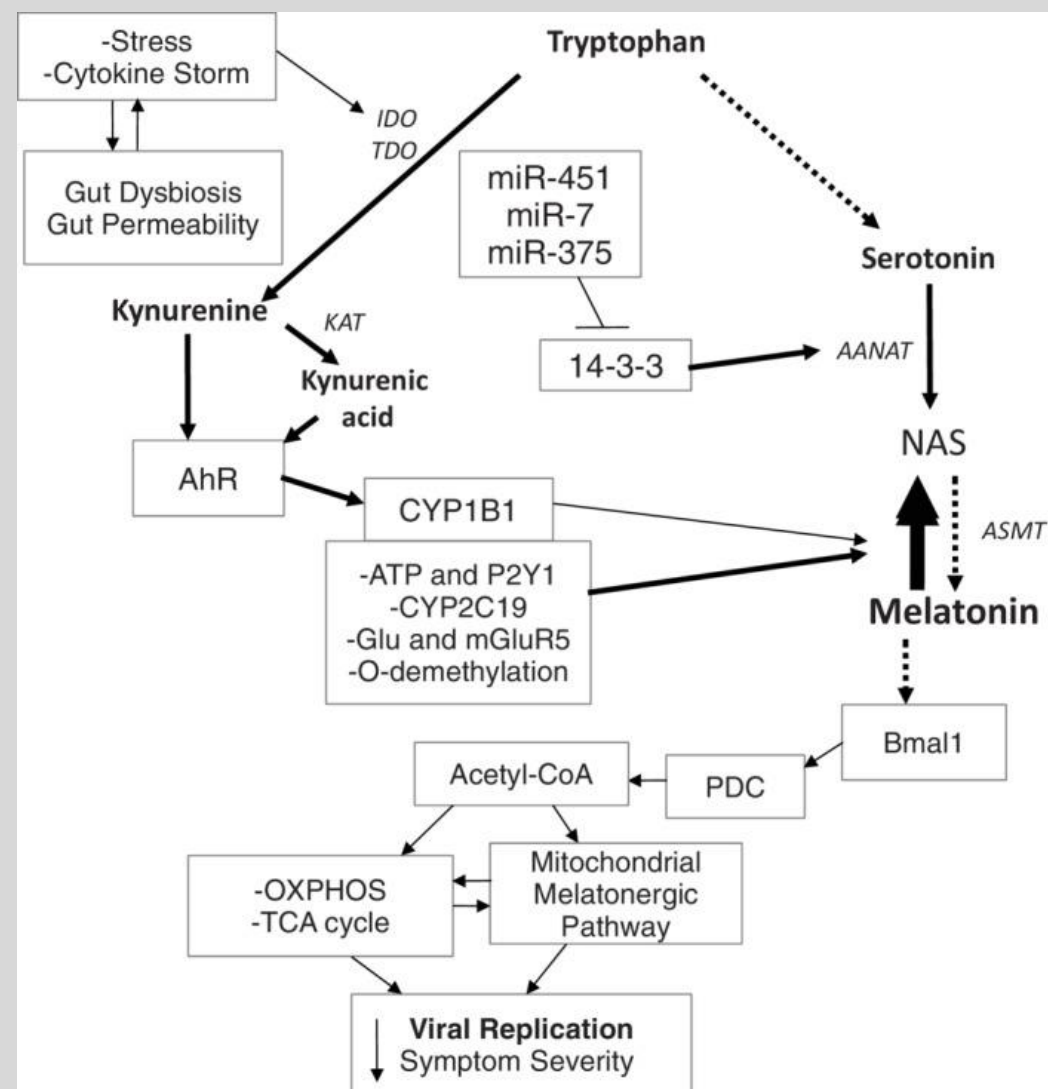 -Stress
-Cytokine Storm
Tryptophan
IDO
TDO
Gut Dysbiosis
Gut Permeability
miR-451
miR-7
miR-375
Serotonin
Kynurenine
KAT
14-3-3
AANAT
Kynurenic
acid
NAS
AhR
CYP1B1
ASMT
-ATP and P2Y1
-CYP2C19
-Glu and mGluR5
-O-demethylation
Melatonin
Bmal1
PDC
Acetyl-CoA
Mitochondrial
Melatonergic
Pathway
-OXPHOS
-TCA cycle
Viral Replication
Symptom Severity